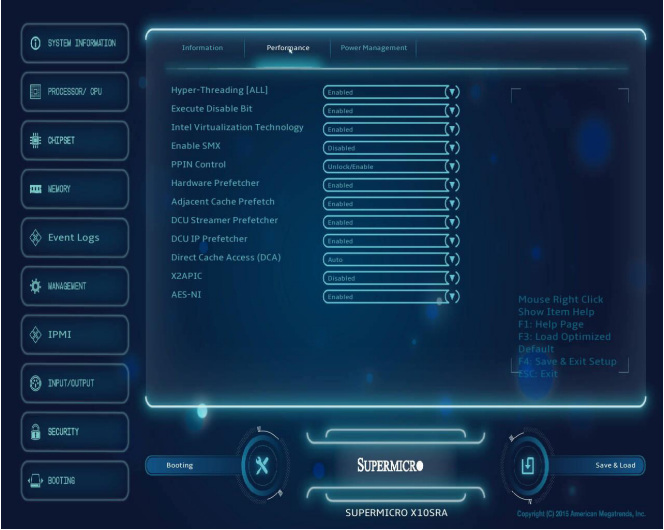 SYSTEM INFORMATION
PROCESSOR/ CPU
CHIPSET
MEMORY
Event Logs
MANAGEMENT
IPMI
INPUT/OUTPUT
SECURITY
BOOTING
Information
Performance
Power Management
Hyper-Threading [ALL] Enabled
Execute Disable Bit Enabled
Intel Virtualization Technology Enabled
Enable SMX Disabled
PPIN Control Unlock/Enable
Hardware Prefetcher Enabled
Adjacent Cache Prefetch Enabled
DCU Streamer Prefetcher Enabled
DCU IP Prefetcher Enabled
Direct Cache Access (DCA) Auto
X2APIC Disabled
AES-NI Enabled
Mouse Right Click
Show Item Help
F1: Help Page
F3: Load Optimized
Default
F4: Save & Exit Setup
ESC: Exit
Booting
SUPERMICRO
Save & Load
SUPERMICRO X10SRA
Copyright (C) 2015 American Megatrends, Inc.